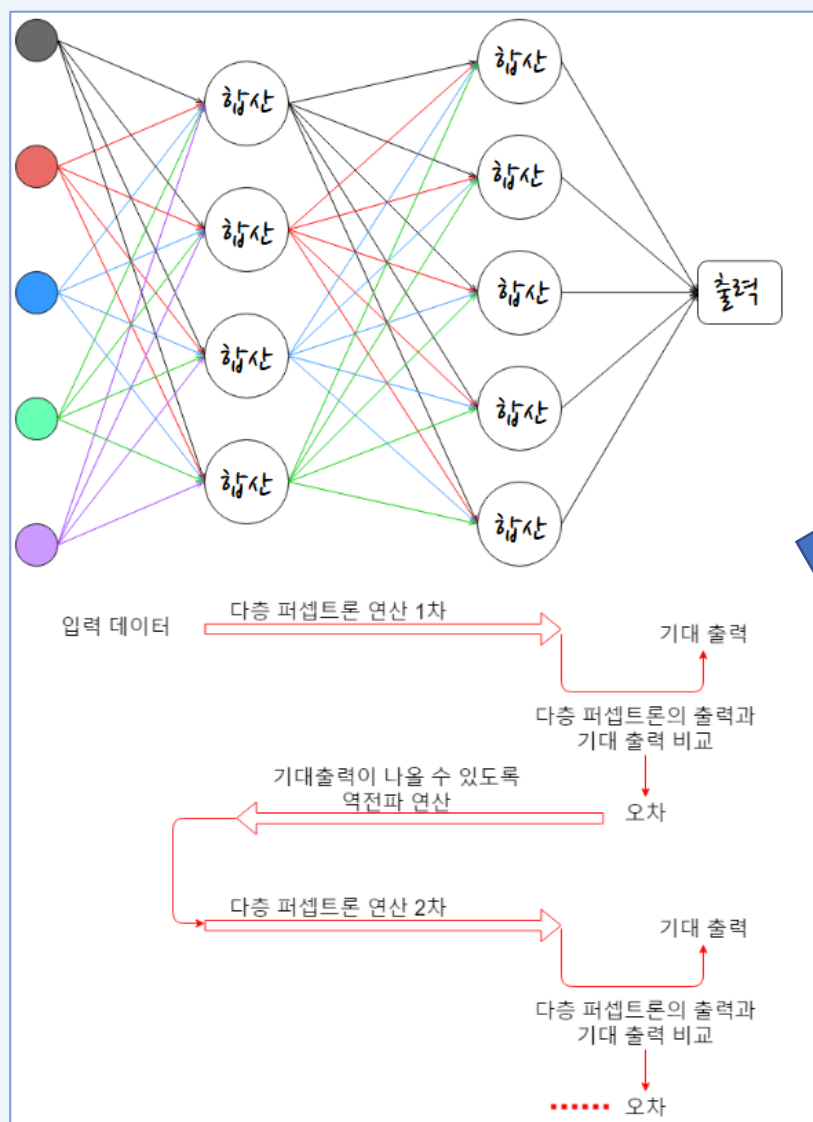 합산
합산
합산
합산
합산
합산
합산
합산
합산
출력
입력 데이터
다층 퍼셉트론 연산 1차
기대 출력
다층 퍼셉트론의 출력과
기대 출력 비교
기대출력이 나올 수 있도록
역전파 연산
오차
다층 퍼셉트론 연산 2차
기대 출력
다층 퍼셉트론의 출력과
기대 출력 비교
오차